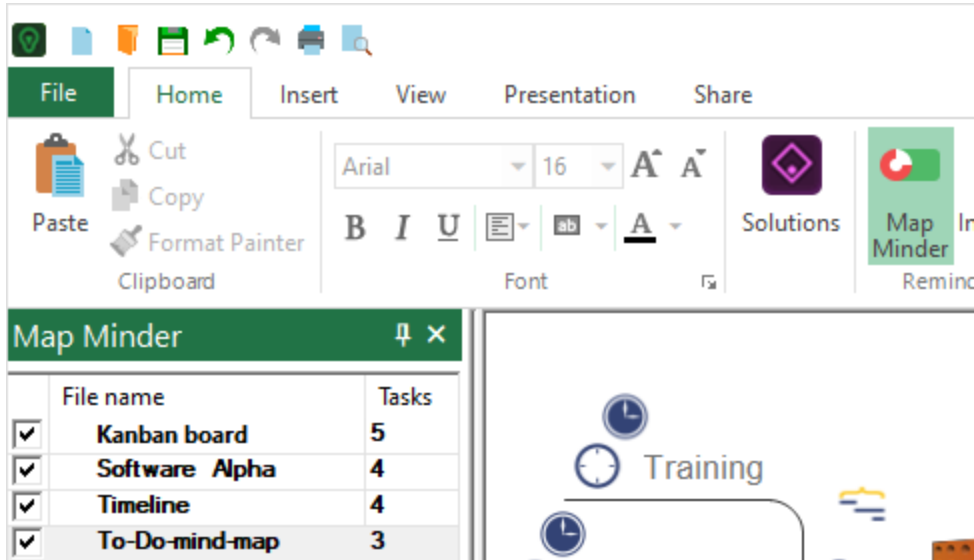 File Home Insert View Presentation Share
Cut
Copy
Format Painter
Paste
Clipboard
Arial 16 A A
B I U ab A
Font
Solutions
Map
Minder
Map Minder
File name Tasks
Kanban board 5
Software Alpha 4
Timeline 4
To-Do-mind-map 3
Training